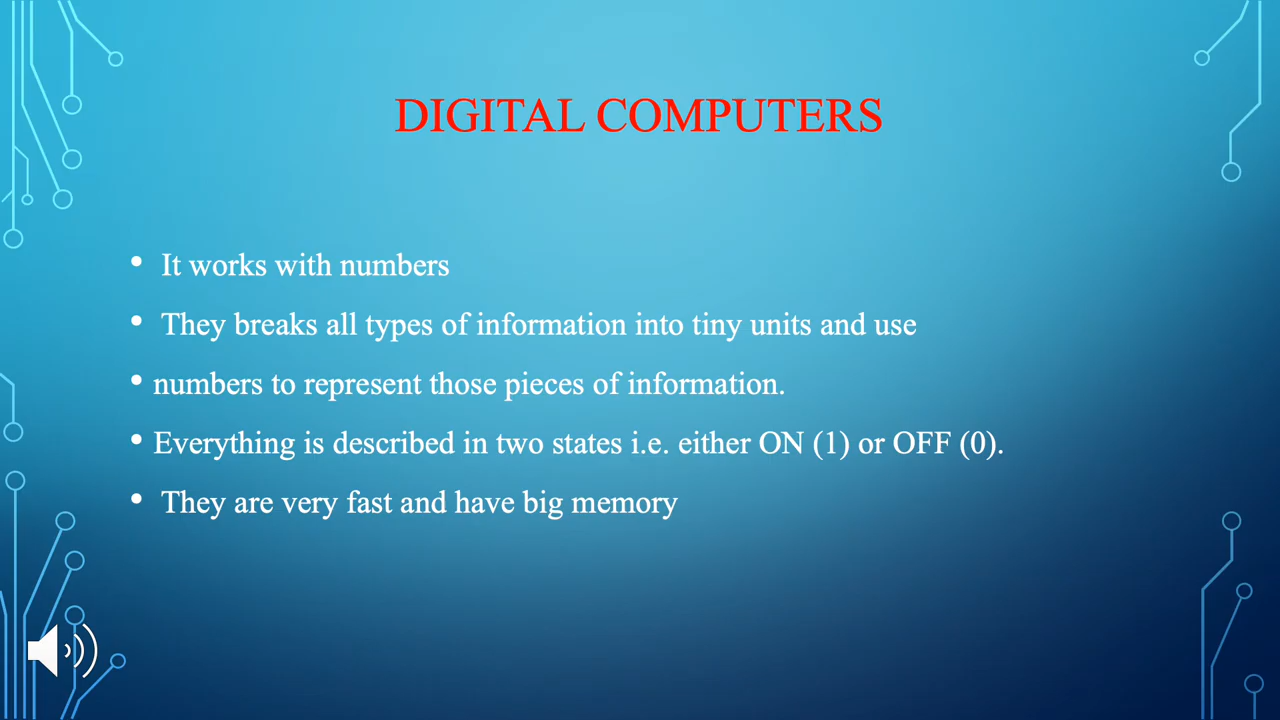 DIGITAL COMPUTERS
• It works with numbers
• They breaks all types of information into tiny units and use
• numbers to represent those pieces of information.
• Everything is described in two states i.e. either ON (1) or OFF (0).
• They are very fast and have big memory